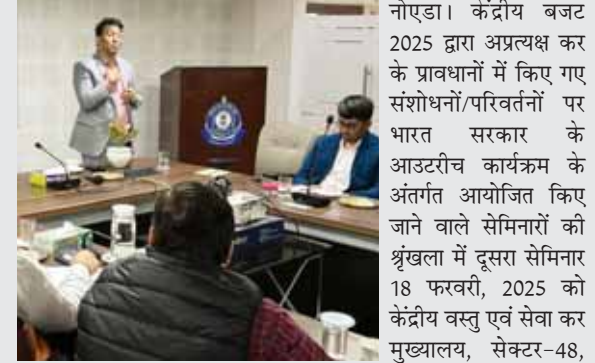 नोएडा। केंद्रीय बजट
2025 द्वारा अप्रत्यक्ष कर
के प्रावधानों में किए गए
संशोधनों/परिवर्तनों पर
भारत सरकार के
आउटरीच कार्यक्रम के
अंतर्गत आयोजित किए
जाने वाले सेमिनारों की
श्रृंखला में दूसरा सेमिनार
18 फरवरी, 2025 को
केंद्रीय वस्तु एवं सेवा कर
मुख्यालय, सेक्टर-48,